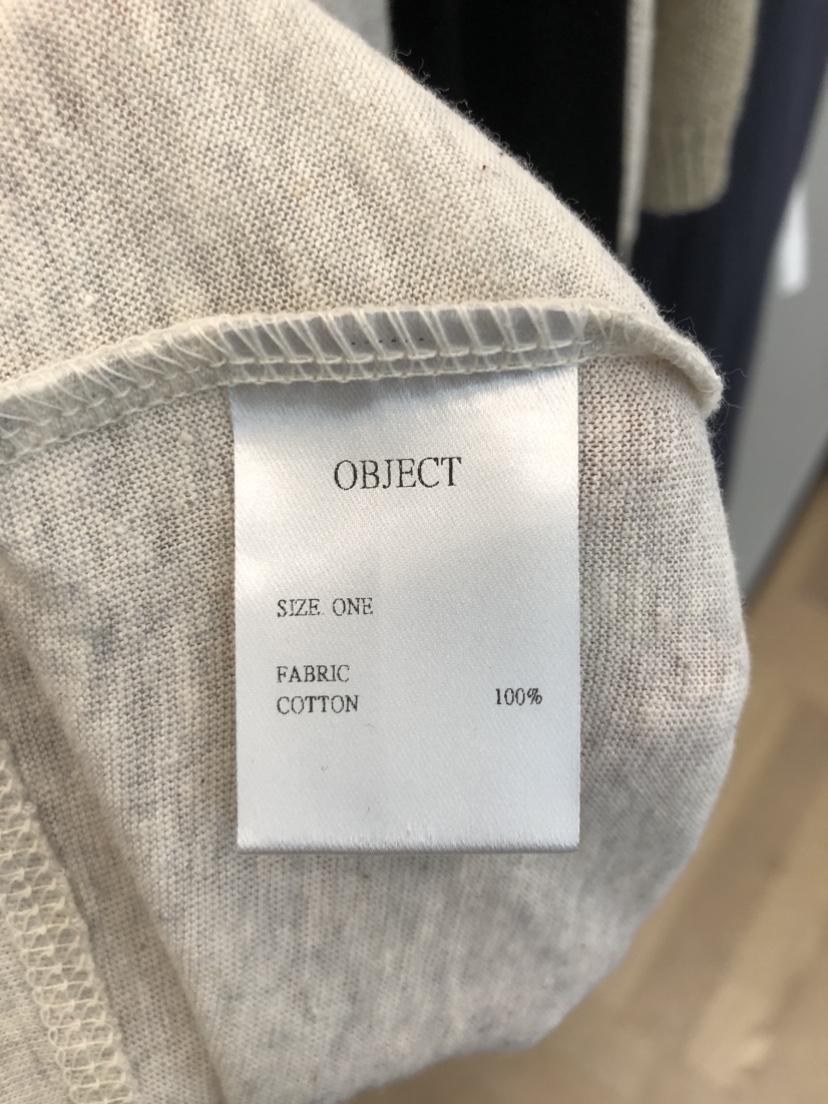 OBJECT
SIZE ONE
FABRIC
COTTON 100%